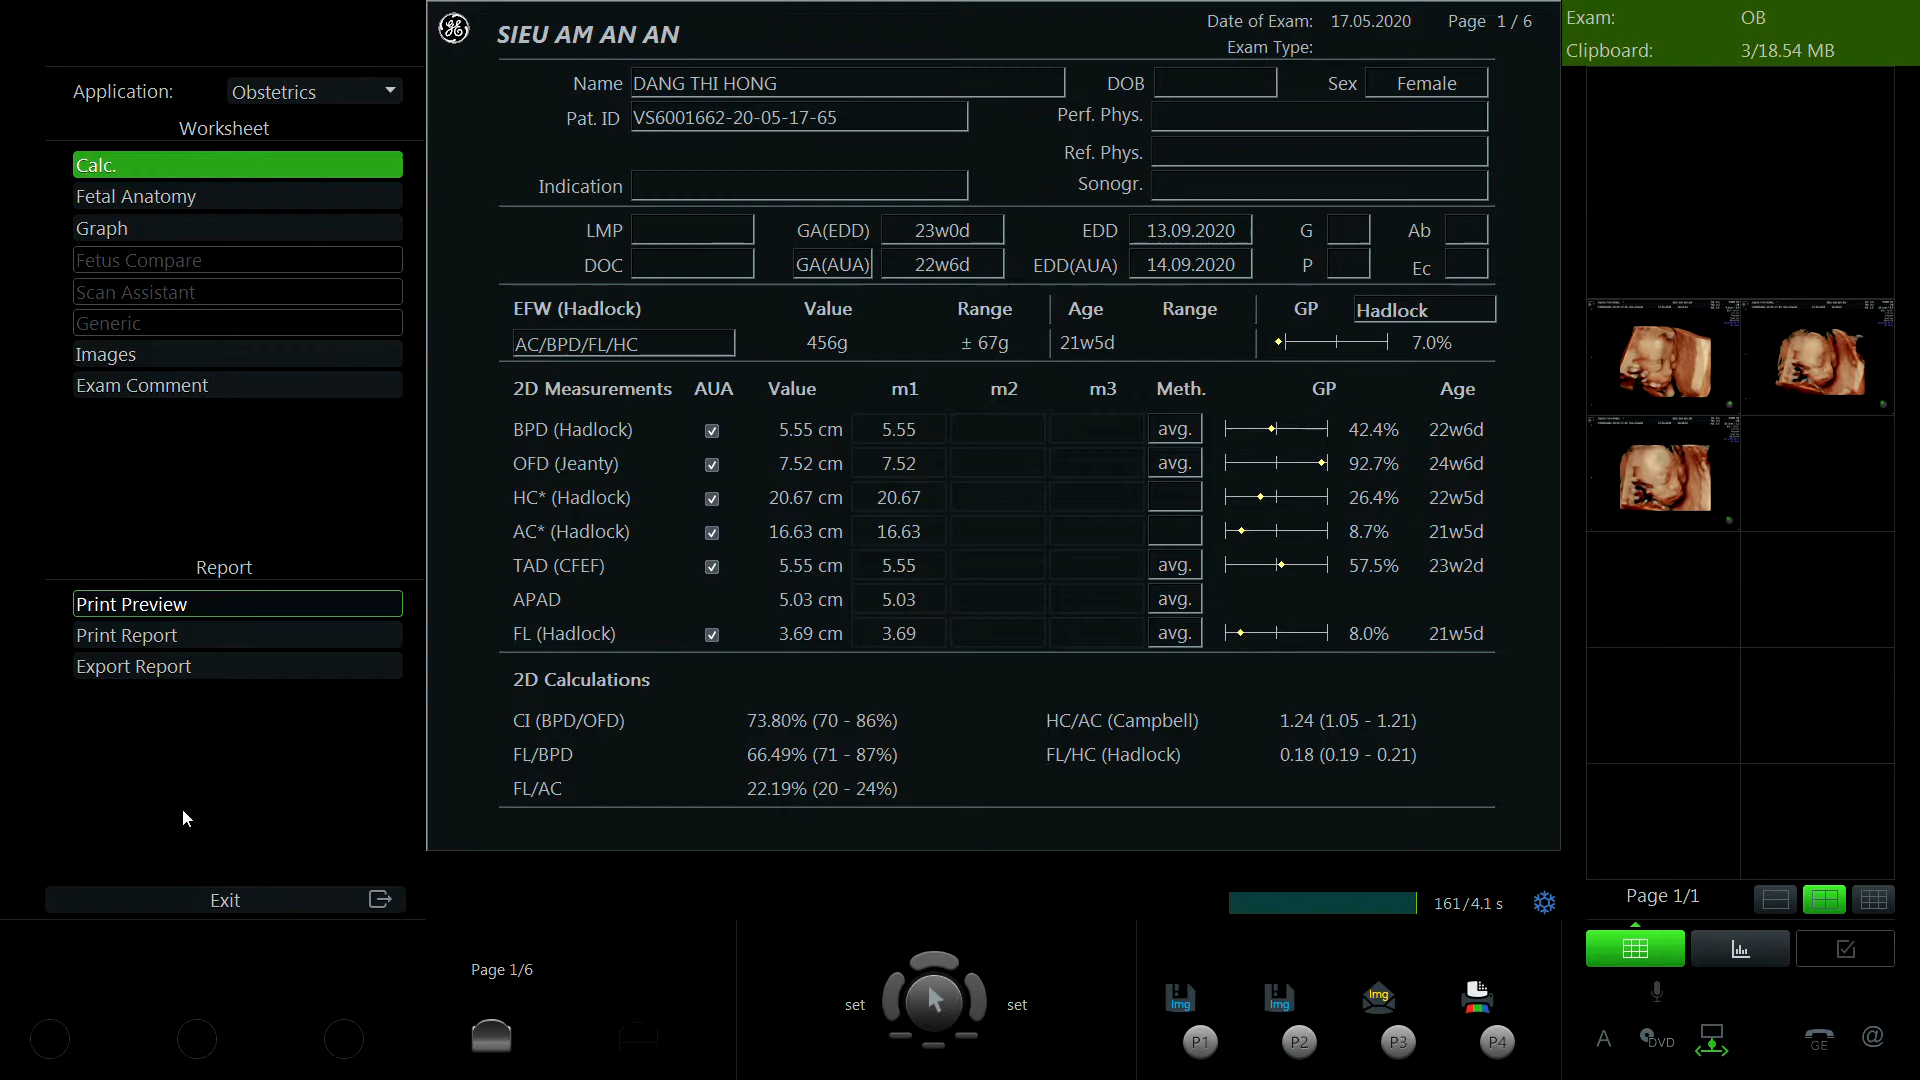 SIEU AM AN AN
Date of Exam: 17.05.2020 Page 1 / 6
Exam Type:
Exam: OB
Clipboard: 3/18.54 MB
Application: Obstetrics
Worksheet
Calc.
Fetal Anatomy
Graph
Fetus Compare
Scan Assistant
Generic
Images
Exam Comment
Report
Print Preview
Print Report
Export Report
Exit
Name DANG THI HONG DOB Sex Female
Pat. ID VS6001662-20-05-17-65 Perf. Phys.
Ref. Phys.
Indication Sonogr.
LMP GA(EDD) 23w0d EDD 13.09.2020 G Ab
DOC GA(AUA) 22w6d EDD(AUA) 14.09.2020 P Ec
EFW (Hadlock) Value Range Age Range GP Hadlock
AC/BPD/FL/HC 456g ± 67g 21w5d 7.0%
2D Measurements AUA Value m1 m2 m3 Meth. GP Age
BPD (Hadlock) 5.55 cm 5.55 avg. 42.4% 22w6d
OFD (Jeanty) 7.52 cm 7.52 avg. 92.7% 24w6d
HC* (Hadlock) 20.67 cm 20.67 26.4% 22w5d
AC* (Hadlock) 16.63 cm 16.63 8.7% 21w5d
TAD (CFEF) 5.55 cm 5.55 avg. 57.5% 23w2d
APAD 5.03 cm 5.03 avg.
FL (Hadlock) 3.69 cm 3.69 avg. 8.0% 21w5d
2D Calculations
CI (BPD/OFD) 73.80% (70 - 86%) HC/AC (Campbell) 1.24 (1.05 - 1.21)
FL/BPD 66.49% (71 - 87%) FL/HC (Hadlock) 0.18 (0.19 - 0.21)
FL/AC 22.19% (20 - 24%)
161/4.1 s
Page 1/1
Page 1/6
set set
Img Img Img
P1 P2 P3 P4
A DVD GE @